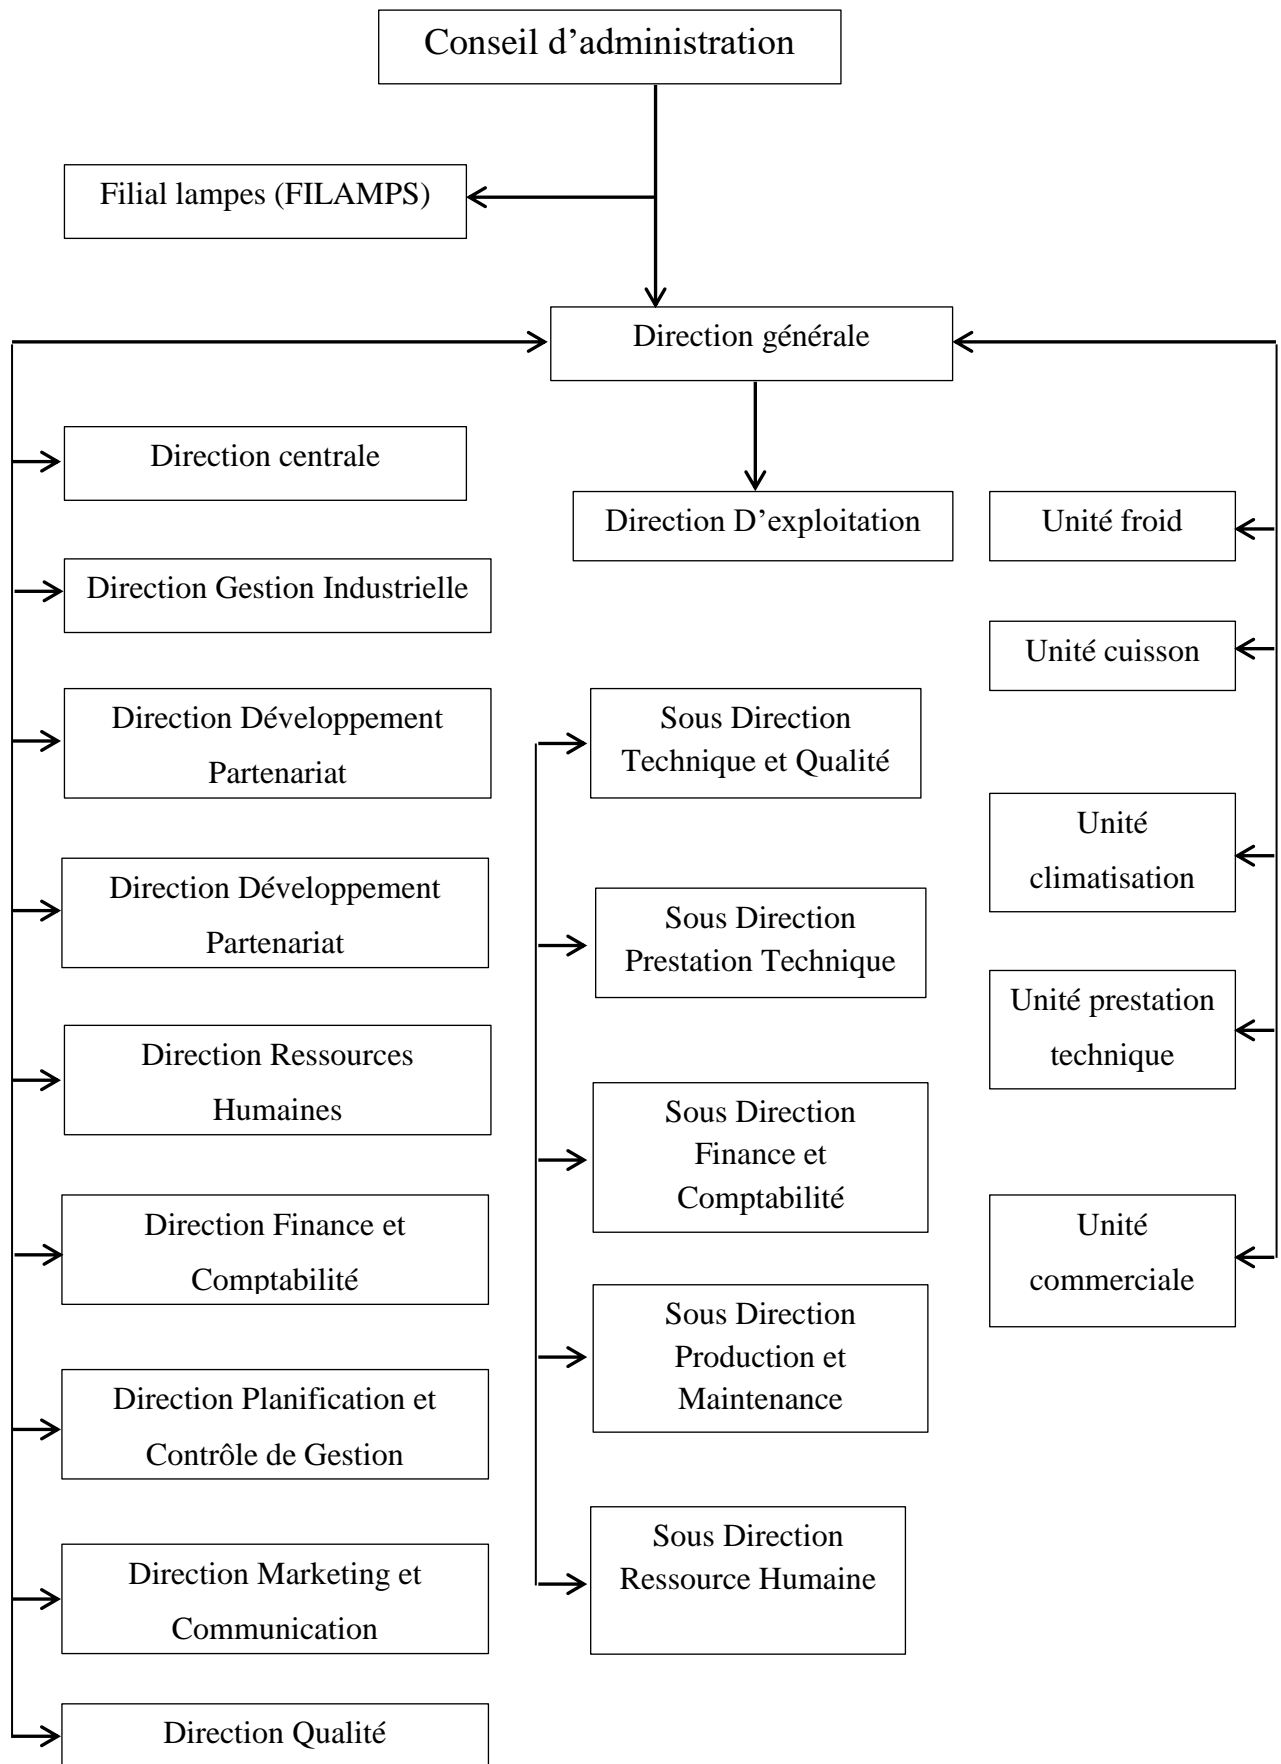 Conseil d’administration
Filial lampes (FILAMPS)
Direction générale
Direction centrale
Direction Gestion Industrielle
Direction Développement
Partenariat
Direction Développement
Partenariat
Direction Ressources
Humaines
Direction Finance et
Comptabilité
Direction Planification et
Contrôle de Gestion
Direction Marketing et
Communication
Direction Qualité
Direction D’exploitation
Sous Direction
Technique et Qualité
Sous Direction
Prestation Technique
Sous Direction
Finance et
Comptabilité
Sous Direction
Production et
Maintenance
Sous Direction
Ressource Humaine
Unité froid
Unité cuisson
Unité
climatisation
Unité prestation
technique
Unité
commerciale